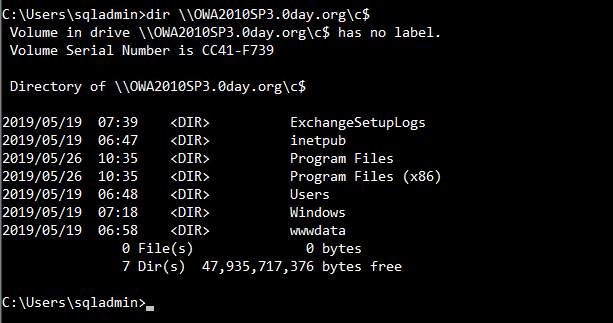 C:\Users\sqladmin>dir \\OWA2010SP3.0day.org\c$
 Volume in drive \\OWA2010SP3.0day.org\c$ has no label.
 Volume Serial Number is CC41-F739
 Directory of \\OWA2010SP3.0day.org\c$
2019/05/19  07:39    <DIR>          ExchangeSetupLogs
2019/05/19  06:47    <DIR>          inetpub
2019/05/26  10:35    <DIR>          Program Files
2019/05/26  10:35    <DIR>          Program Files (x86)
2019/05/19  06:48    <DIR>          Users
2019/05/19  07:18    <DIR>          Windows
2019/05/19  06:58    <DIR>          wwwdata
               0 File(s)              0 bytes
               7 Dir(s)  47,935,717,376 bytes free
C:\Users\sqladmin>